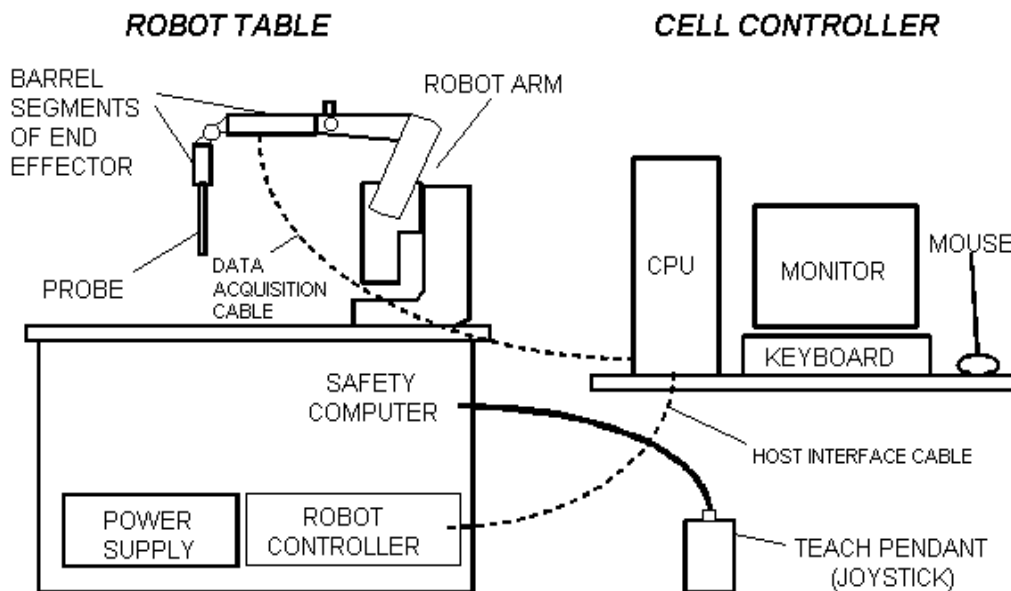 ROBOT TABLE
CELL CONTROLLER
BARREL
SEGMENTS
OF END
EFFECTOR
ROBOT ARM
PROBE
DATA
ACQUISITION
CABLE
CPU
MONITOR
MOUSE
KEYBOARD
SAFETY
COMPUTER
HOST INTERFACE CABLE
POWER
SUPPLY
ROBOT
CONTROLLER
TEACH PENDANT
(JOYSTICK)